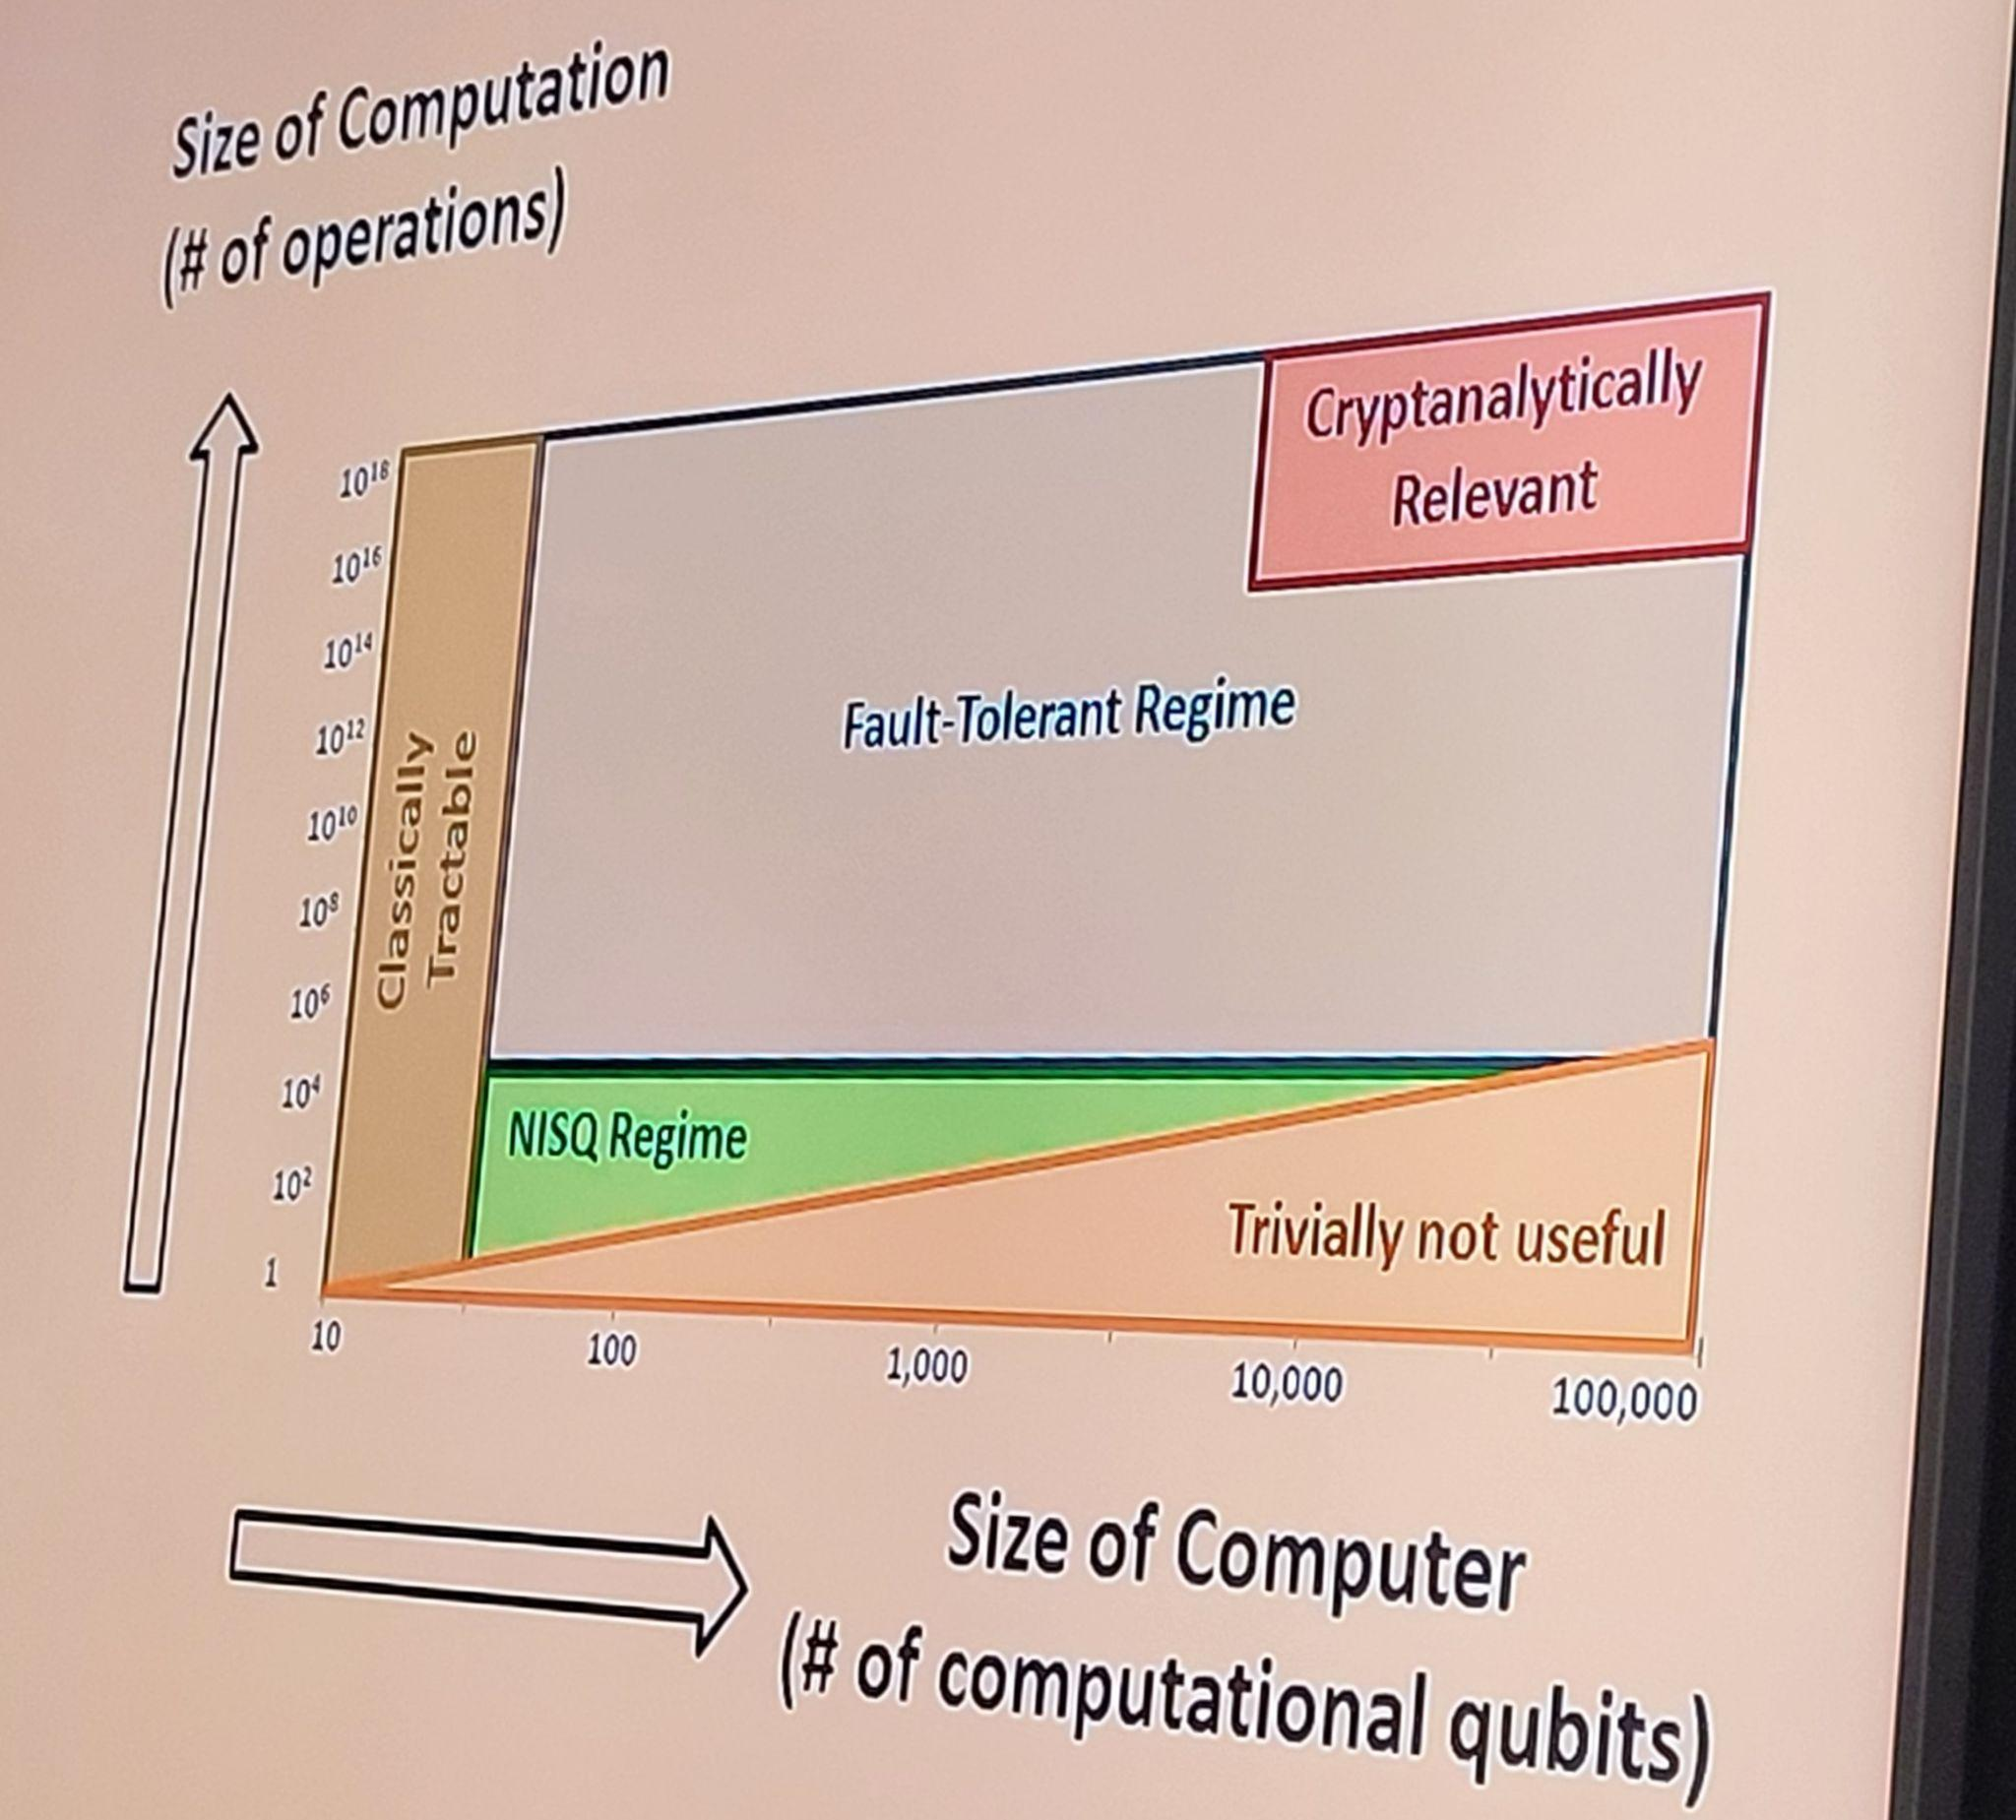 Size of Computation
(# of operations)
Cryptanalytically
Relevant
10¹⁸
10¹⁶
10¹⁴
10¹²
10¹⁰
10⁸
10⁶
10⁴
10²
1
Classically
Tractable
Fault-Tolerant Regime
NISQ Regime
Trivially not useful
10
100
1,000
10,000
100,000
Size of Computer
(# of computational qubits)